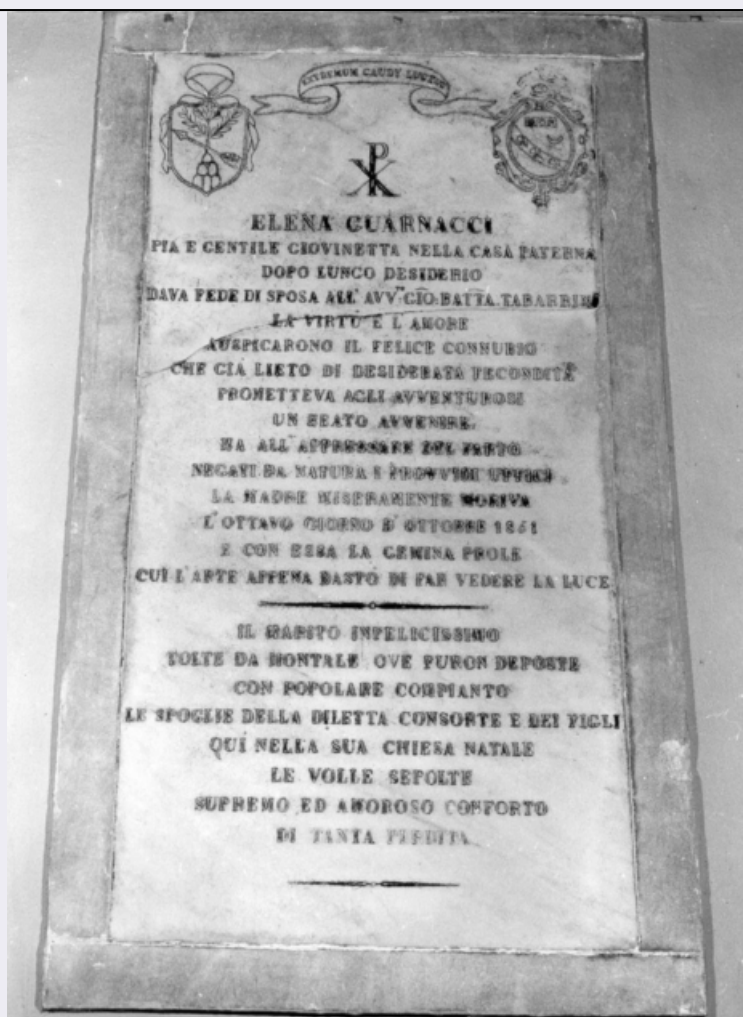 EXTREMUM GAUDY LUCTUS
ELENA GUARNACCI
PIA E GENTILE GIOVINETTA NELLA CASA PATERNA
DOPO LUNGO DESIDERIO
DAVA FEDE DI SPOSA ALL'AVV. GIO. BATTA. TABARRINI
LA VIRTÙ E L'AMORE
AUSPICARONO IL FELICE CONNUBIO
CHE GIÀ LIETO DI DESIDERATA FECONDITÀ
PROMETTEVA AGLI AVVENTUROSI
UN BEATO AVVENIRE.
MA ALL'APPRESSARE DEL PARTO
NEGATI DA NATURA I PROVVIDI UFFICI
LA MADRE MISERAMENTE MORIVA
L'OTTAVO GIORNO D'OTTOBRE 1851
E CON ESSA LA GEMINA PROLE
CUI L'ARTE APPENA BASTÒ DI FAR VEDERE LA LUCE
IL MARITO INFELICISSIMO
TOLTE DA MONTALE OVE FURON DEPOSTE
CON POPOLARE COMPIANTO
LE SPOGLIE DELLA DILETTA CONSORTE E DEI FIGLI
QUÌ NELLA SUA CHIESA NATALE
LE VOLLE SEPOLTE
SUPREMO ED AMOROSO CONFORTO
DI TANTA PERDITA